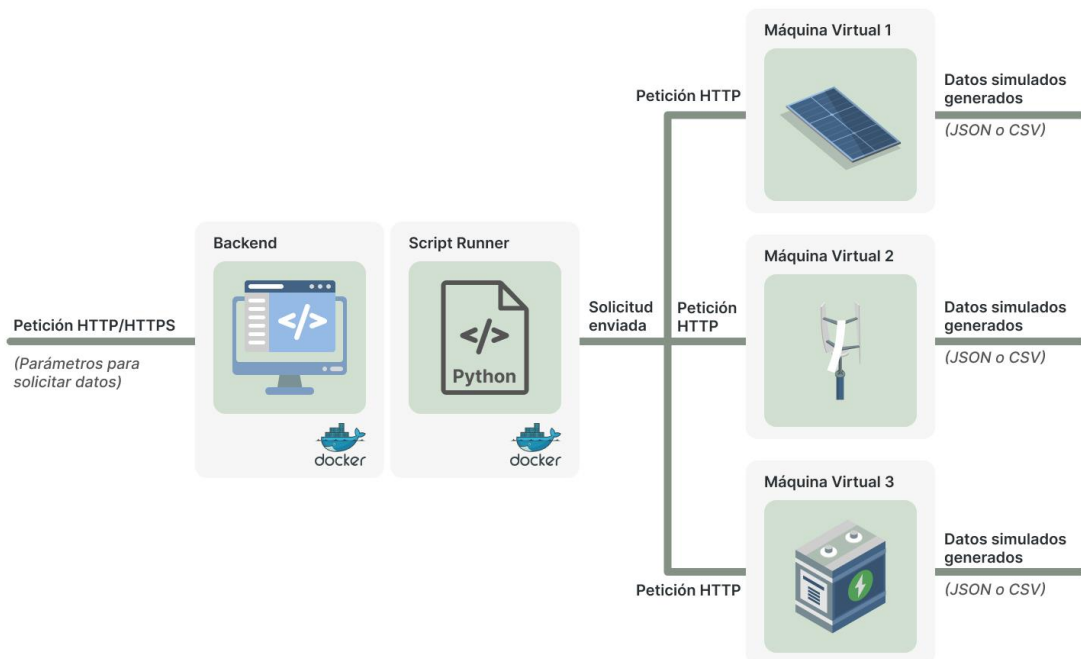 Máquina Virtual 1
Petición HTTP
Datos simulados
generados
(JSON o CSV)
Backend
</>
docker
Script Runner
</>
Python
docker
Petición HTTP/HTTPS
(Parámetros para
solicitar datos)
Solicitud
enviada
Petición
HTTP
Máquina Virtual 2
Datos simulados
generados
(JSON o CSV)
Máquina Virtual 3
Petición HTTP
Datos simulados
generados
(JSON o CSV)